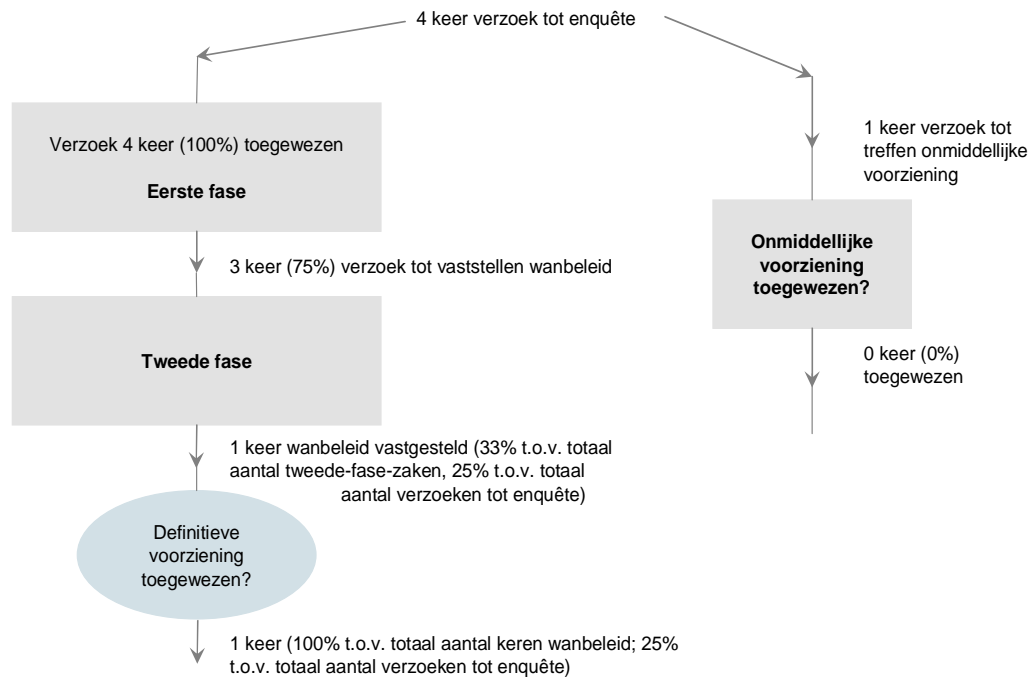 4 keer verzoek tot enquête
Verzoek 4 keer (100%) toegewezen
Eerste fase
3 keer (75%) verzoek tot vaststellen wanbeleid
Tweede fase
1 keer wanbeleid vastgesteld (33% t.o.v. totaal
aantal tweede-fase-zaken, 25% t.o.v. totaal
aantal verzoeken tot enquête)
Definitieve
voorziening
toegewezen?
1 keer (100% t.o.v. totaal aantal keren wanbeleid; 25%
t.o.v. totaal aantal verzoeken tot enquête)
1 keer verzoek tot
treffen onmiddellijke
voorziening
Onmiddellijke
voorziening
toegewezen?
0 keer (0%)
toegewezen